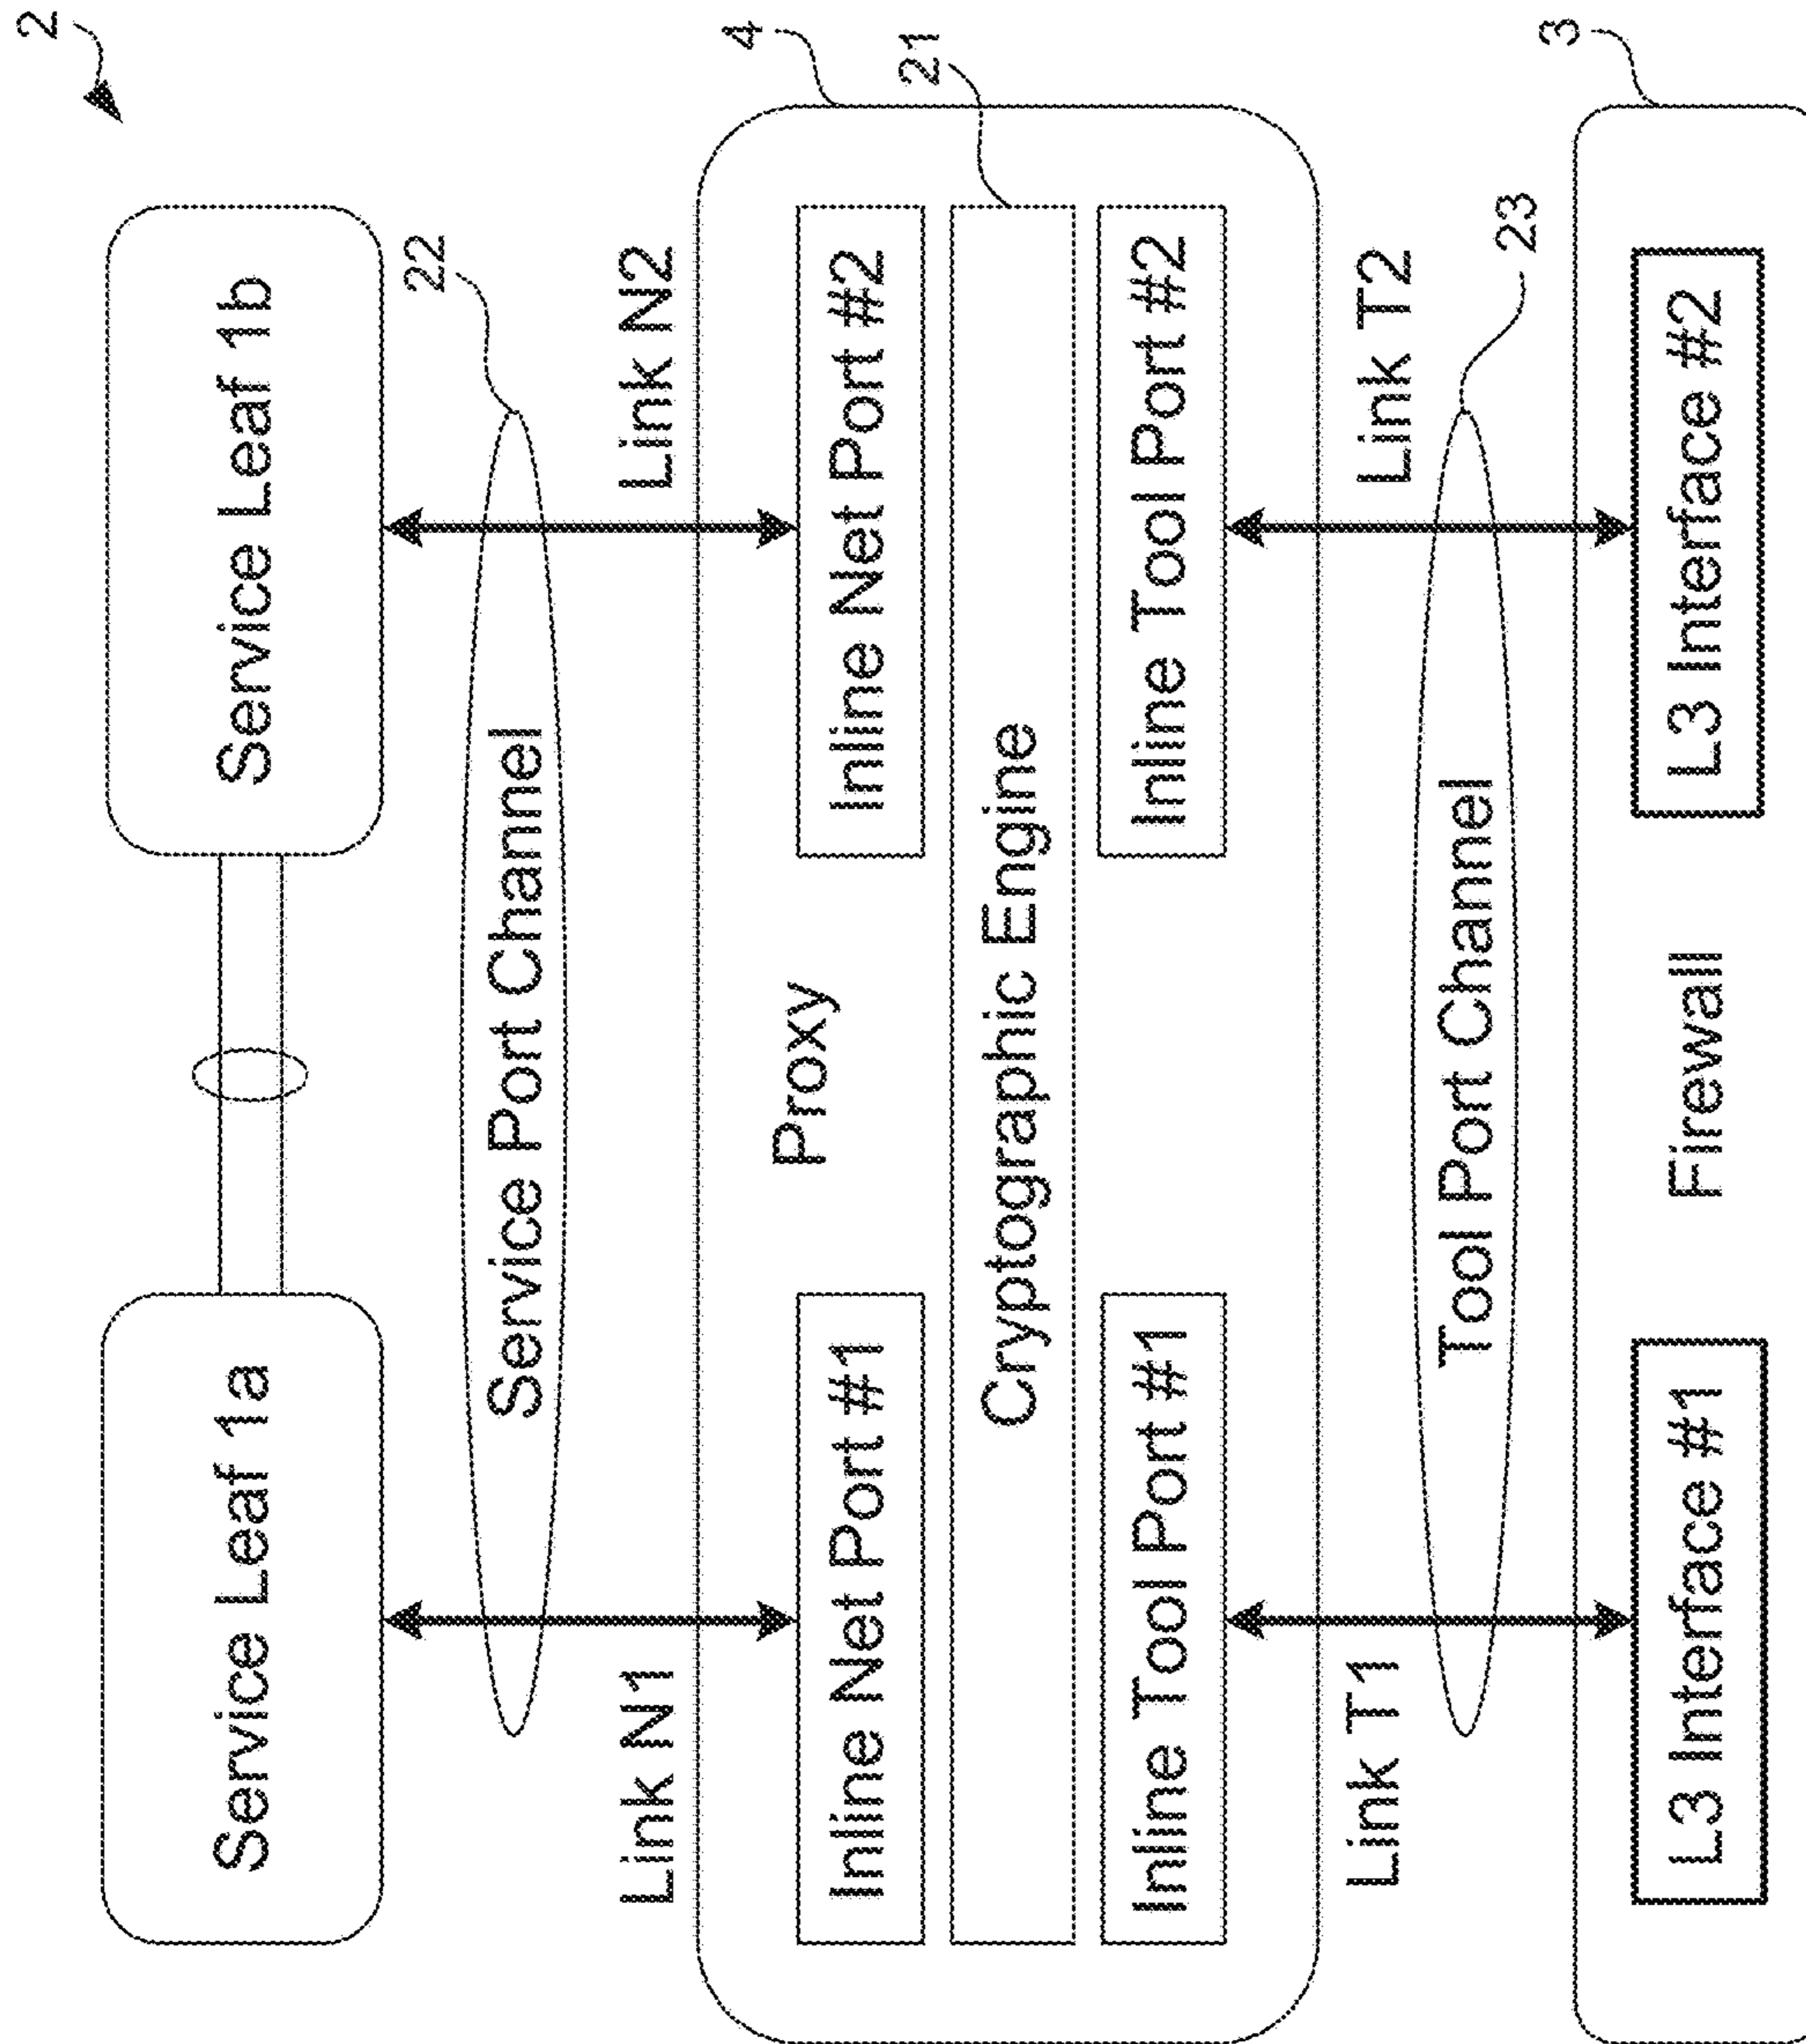 2
Service Leaf 1a
Service Leaf 1b
22
Service Port Channel
Link N1
Link N2
4
Proxy
Inline Net Port #1
Inline Net Port #2
21
Cryptographic Engine
Inline Tool Port #1
Inline Tool Port #2
Link T1
Link T2
Tool Port Channel
23
3
L3 Interface #1
Firewall
L3 Interface #2